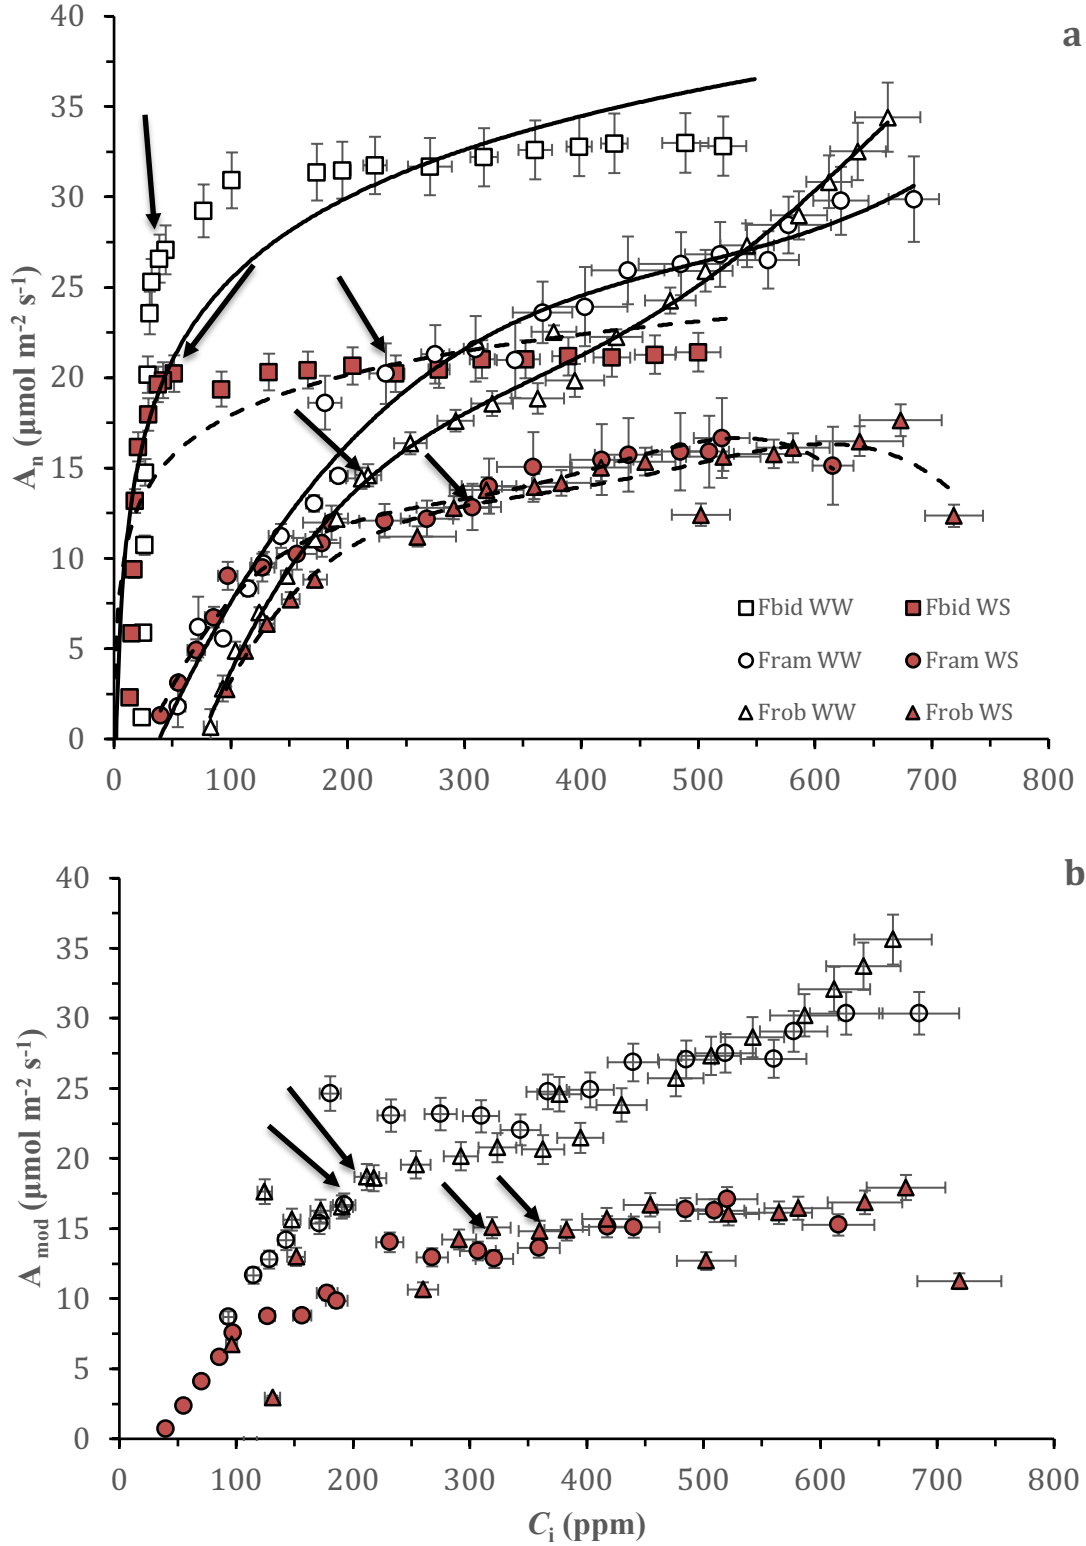 a
40
35
30
25
20
15
10
5
0
Aₙ (μmol m⁻² s⁻¹)
Fbid WW
Fbid WS
Fram WW
Fram WS
Frob WW
Frob WS
0 100 200 300 400 500 600 700 800
b
40
35
30
25
20
15
10
5
0
A mod (μmol m⁻² s⁻¹)
0 100 200 300 400 500 600 700 800
Cᵢ (ppm)